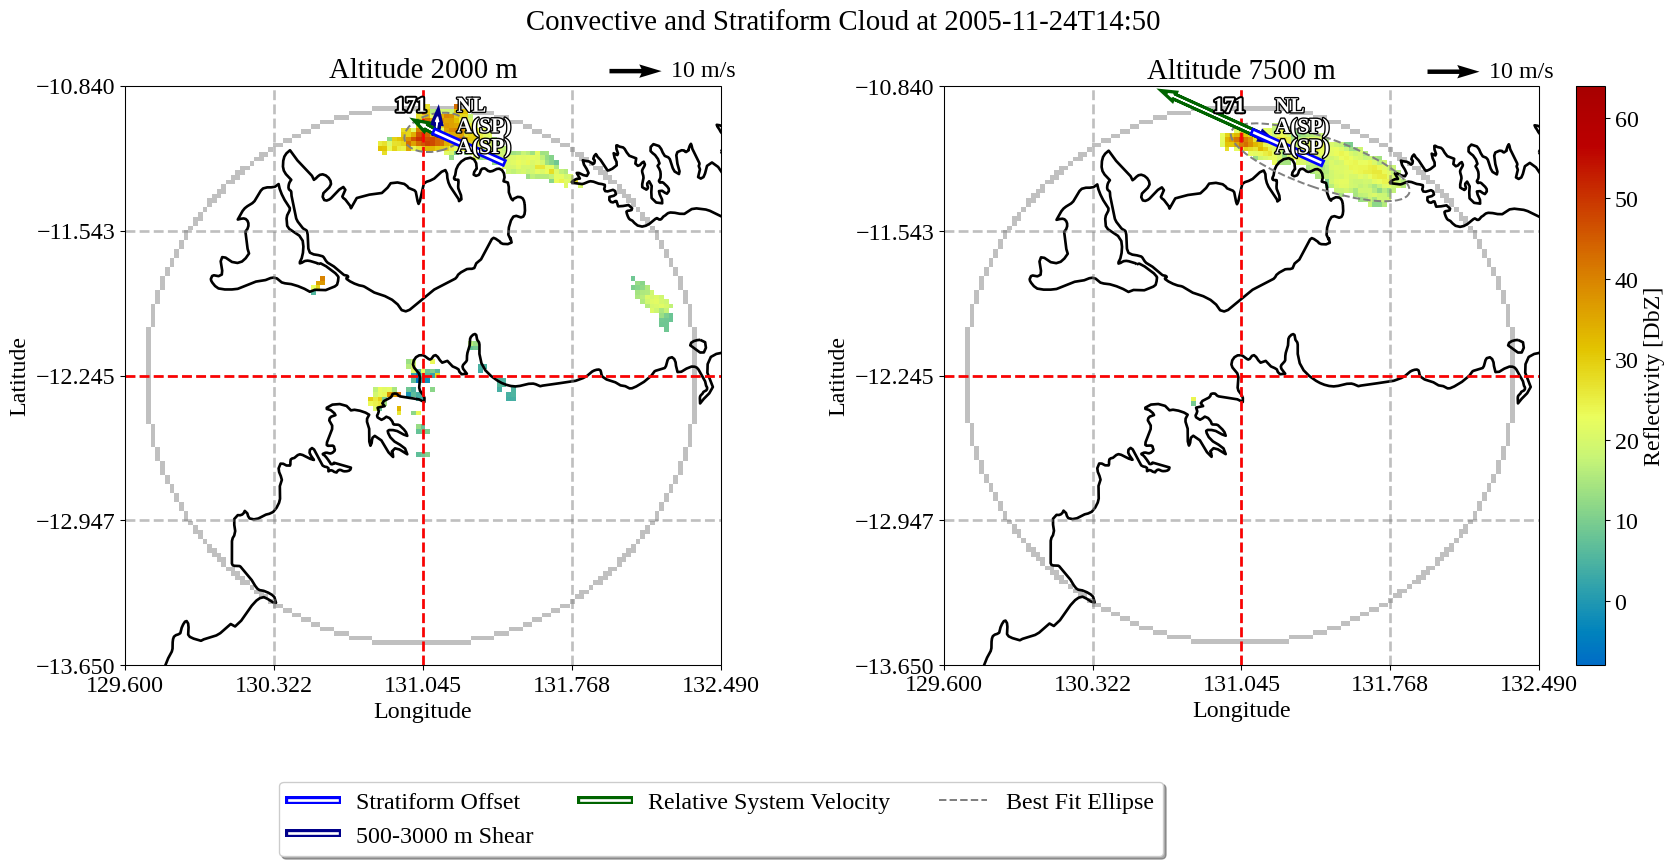 Convective and Stratiform Cloud at 2005-11-24T14:50
Altitude 2000 m
10 m/s
−10.840
−11.543
−12.245
−12.947
−13.650
Latitude
171
NL
A(SP)
A(SP)
129.600
130.322
131.045
131.768
132.490
Longitude
Altitude 7500 m
10 m/s
−10.840
−11.543
−12.245
−12.947
−13.650
Latitude
171
NL
A(SP)
A(SP)
129.600
130.322
131.045
131.768
132.490
Longitude
60
50
40
30
20
10
0
Reflectivity [DbZ]
Stratiform Offset
500-3000 m Shear
Relative System Velocity
Best Fit Ellipse